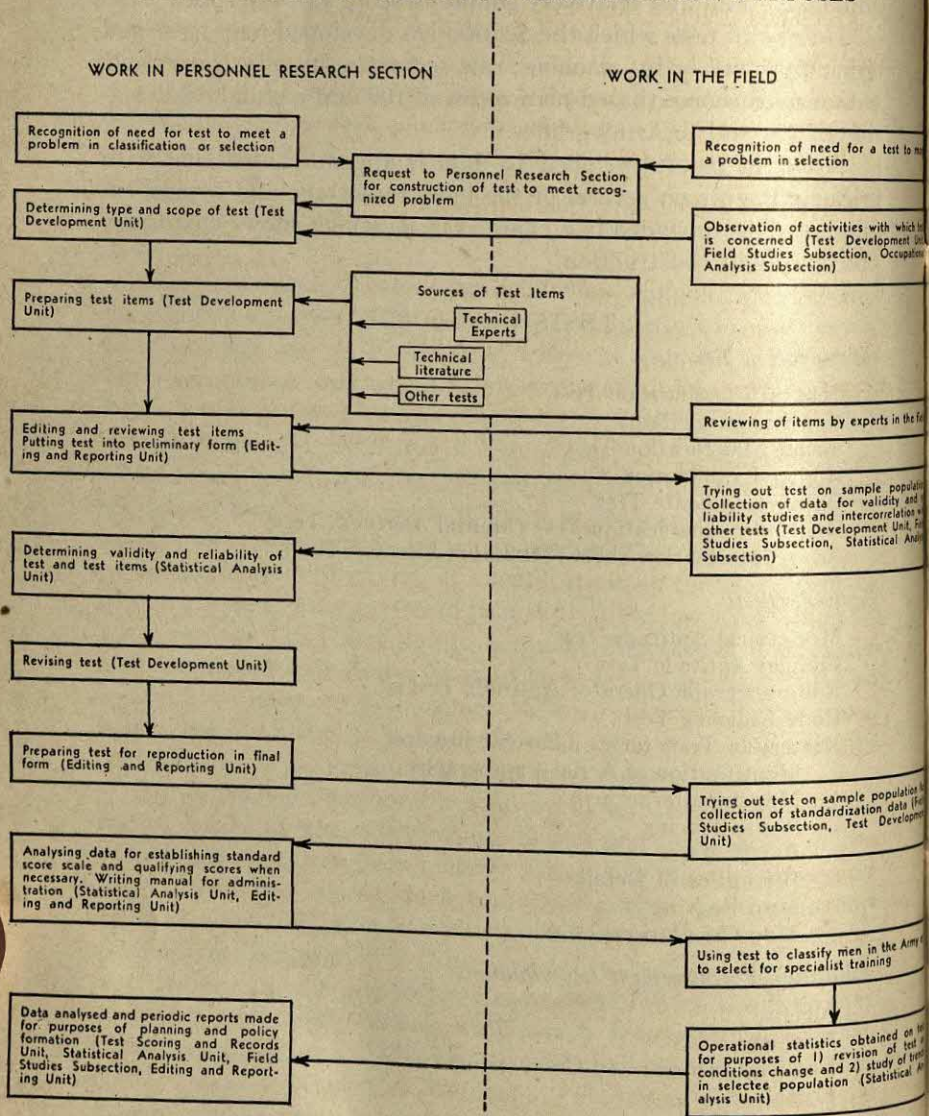 WORK IN PERSONNEL RESEARCH SECTION
WORK IN THE FIELD
Recognition of need for test to meet a
problem in classification or selection
Request to Personnel Research Section
for construction of test to meet recog-
nized problem
Recognition of need for a test to
a problem in selection
Determining type and scope of test (Test
Development Unit)
Observation of activities with which
is concerned (Test Development
Field Studies Subsection, Occupational
Analysis Subsection)
Preparing test items (Test Development
Unit)
Sources of Test Items
Technical
Experts
Technical
literature
Other tests
Editing and reviewing test items
Putting test into preliminary form (Edit-
ing and Reporting Unit)
Reviewing of items by experts in the
Trying out test on sample
Collection of data for validity and
liability studies and intercorrelation
other tests (Test Development Unit,
Studies Subsection, Statistical
Subsection)
Determining validity and reliability of
test and test items (Statistical Analysis
Unit)
Revising test (Test Development Unit)
Preparing test for reproduction in final
form (Editing and Reporting Unit)
Trying out test on sample population
collection of standardization data
Studies Subsection, Test Development
Unit)
Analysing data for establishing standard
score scale and qualifying scores when
necessary. Writing manual for adminis-
tration (Statistical Analysis Unit, Edit-
ing and Reporting Unit)
Using test to classify men in the Army
to select for specialist training
Data analysed and periodic reports made
for purposes of planning and policy
formation (Test Scoring and Records
Unit, Statistical Analysis Unit, Field
Studies Subsection, Editing and Report-
ing Unit)
Operational statistics obtained on
for purposes of 1) revision of test
conditions change and 2) study of
in selectee population (Statistical
alysis Unit)